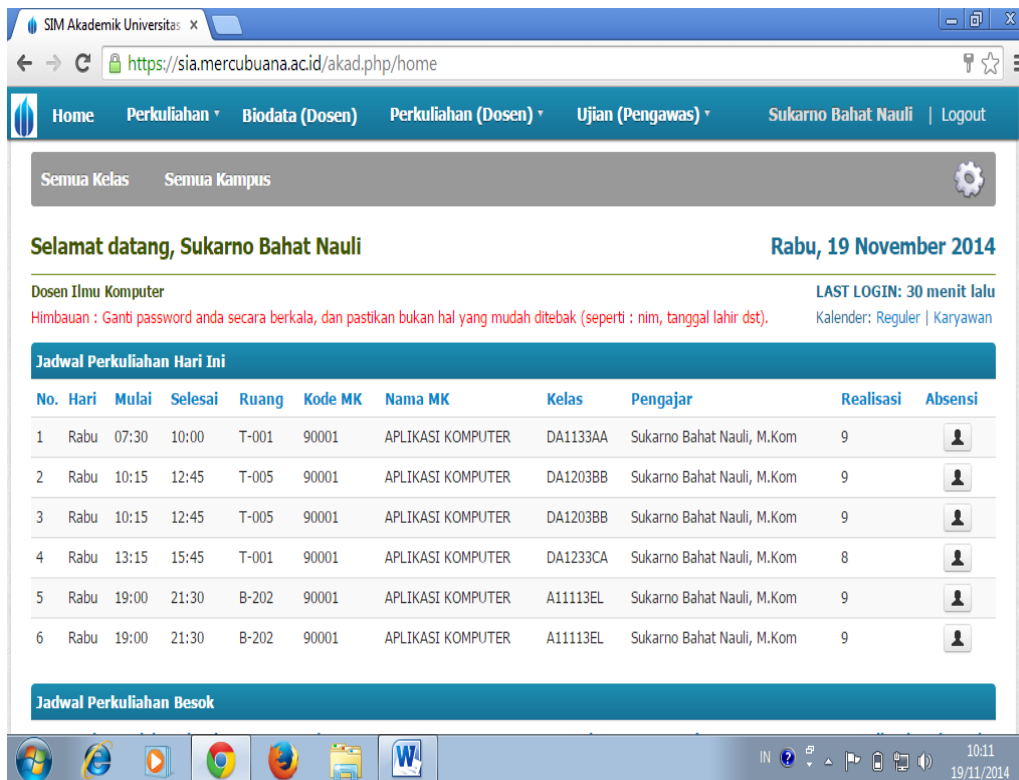 SIM Akademik Universitas
https://sia.mercubuana.ac.id/akad.php/home
Home Perkuliahan Biodata (Dosen) Perkuliahan (Dosen) Ujian (Pengawas) Sukarno Bahat Nauli | Logout
Semua Kelas Semua Kampus
Selamat datang, Sukarno Bahat Nauli Rabu, 19 November 2014
Dosen Ilmu Komputer LAST LOGIN: 30 menit lalu
Himbauan : Ganti password anda secara berkala, dan pastikan bukan hal yang mudah ditebak (seperti : nim, tanggal lahir dst). Kalender: Reguler | Karyawan
Jadwal Perkuliahan Hari Ini
No. Hari Mulai Selesai Ruang Kode MK Nama MK Kelas Pengajar Realisasi Absensi
1 Rabu 07:30 10:00 T-001 90001 APLIKASI KOMPUTER DA1133AA Sukarno Bahat Nauli, M.Kom 9
2 Rabu 10:15 12:45 T-005 90001 APLIKASI KOMPUTER DA1203BB Sukarno Bahat Nauli, M.Kom 9
3 Rabu 10:15 12:45 T-005 90001 APLIKASI KOMPUTER DA1203BB Sukarno Bahat Nauli, M.Kom 9
4 Rabu 13:15 15:45 T-001 90001 APLIKASI KOMPUTER DA1233CA Sukarno Bahat Nauli, M.Kom 8
5 Rabu 19:00 21:30 B-202 90001 APLIKASI KOMPUTER A11113EL Sukarno Bahat Nauli, M.Kom 9
6 Rabu 19:00 21:30 B-202 90001 APLIKASI KOMPUTER A11113EL Sukarno Bahat Nauli, M.Kom 9
Jadwal Perkuliahan Besok
IN 10:11
19/11/2014